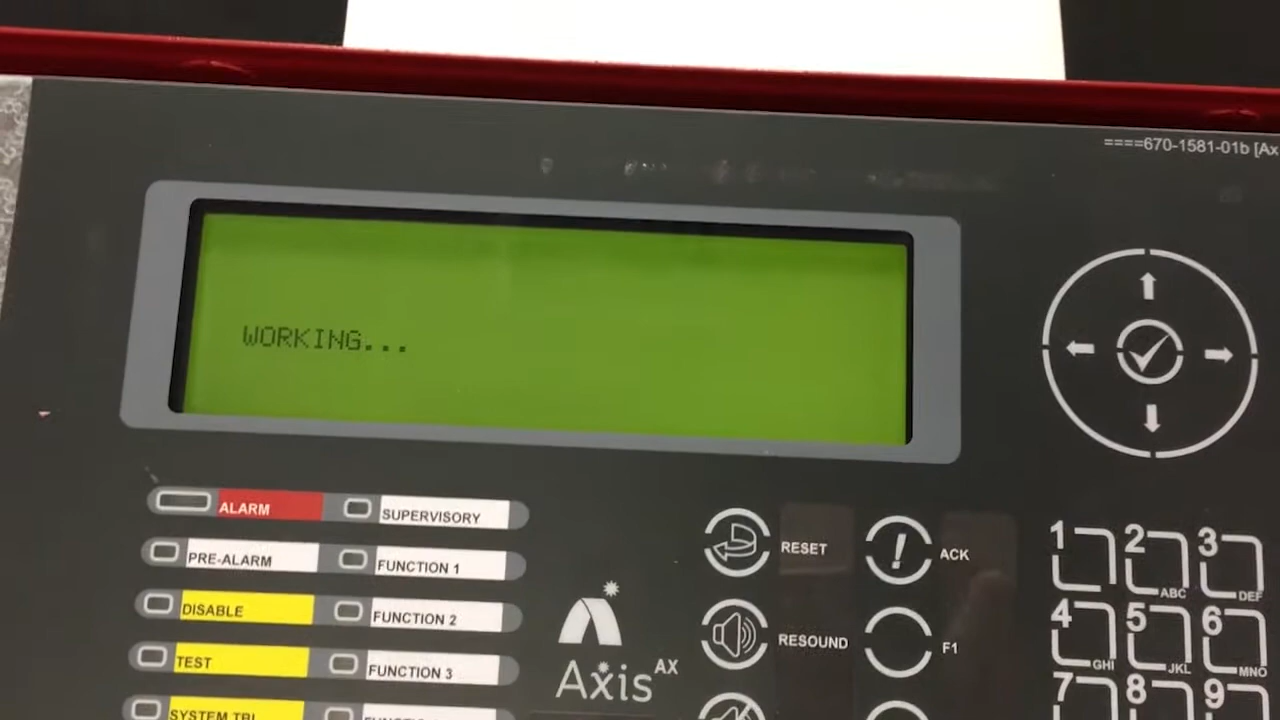 ====670-1581-01b [Ax
WORKING...
ALARM
SUPERVISORY
PRE-ALARM
FUNCTION 1
DISABLE
FUNCTION 2
TEST
FUNCTION 3
SYSTEM TRL
RESET
ACK
RESOUND
F1
Axis AX
1
2 ABC
3 DEF
4 GHI
5 JKL
6 MNO
7
8
9